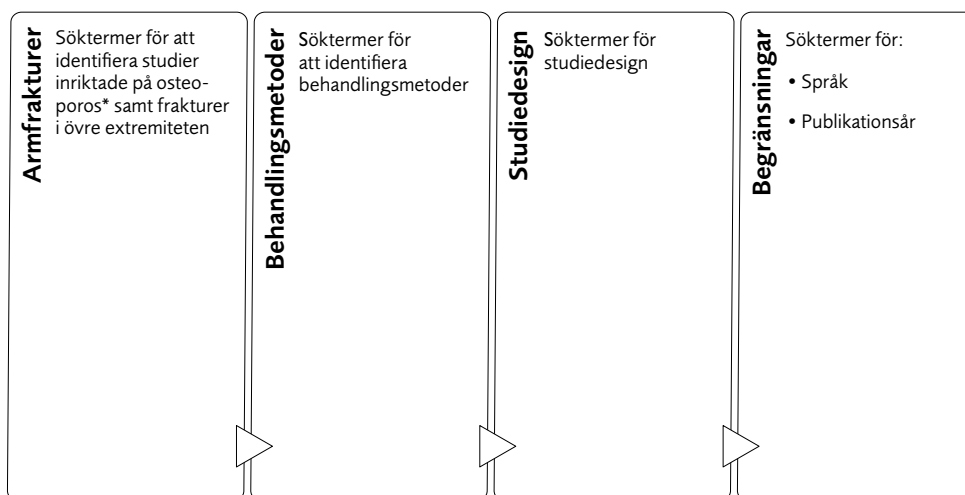 Armfrakturer
Söktermer för att
identifiera studier
inriktade på osteo-
poros* samt frakturer
i övre extremiteten
Behandlingsmetoder
Söktermer för
att identifiera
behandlingsmetoder
Studiedesign
Söktermer för
studiedesign
Begränsningar
Söktermer för:
• Språk
• Publikationsår